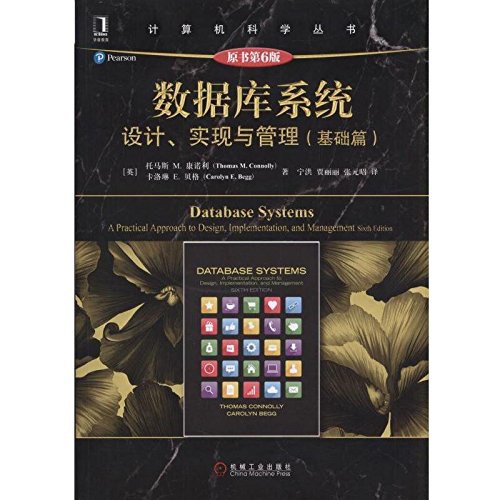 计算机科学丛书
华章教育
Pearson
原书第6版
数据库系统
设计、实现与管理（基础篇）
[英] 托马斯 M. 康诺利（Thomas M. Connolly） 著 宁洪 贾丽丽 张元昭 译
卡洛琳 E. 贝格（Carolyn E. Begg）
Database Systems
A Practical Approach to Design, Implementation, and Management Sixth Edition
DATABASE SYSTEMS
A Practical Approach to
Design, Implementation, and Management
SIXTH EDITION
THOMAS CONNOLLY
CAROLYN BEGG
机械工业出版社
China Machine Press